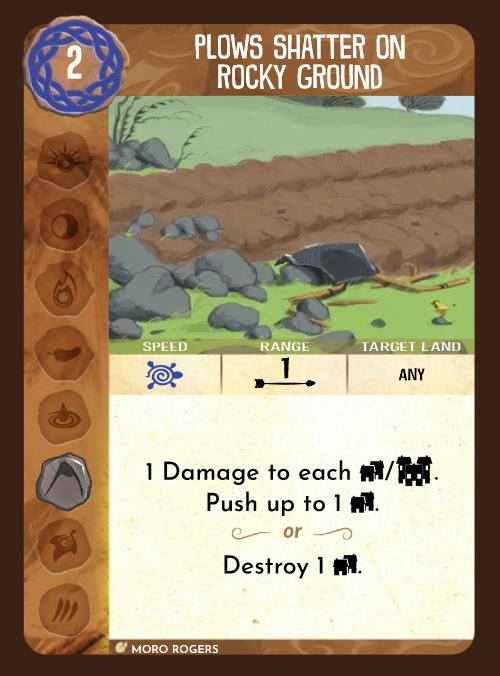 2
PLOWS SHATTER ON
ROCKY GROUND
SPEED RANGE TARGET LAND
1 ANY
1 Damage to each /.
Push up to 1 .
or
Destroy 1 .
MORO ROGERS